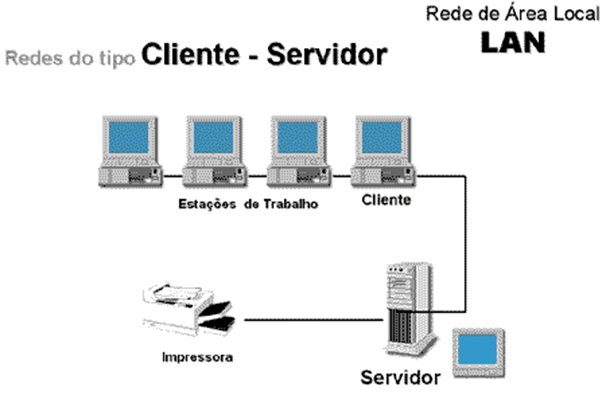 Rede de Área Local
LAN
Redes do tipo Cliente - Servidor
Estações de Trabalho
Cliente
Impressora
Servidor